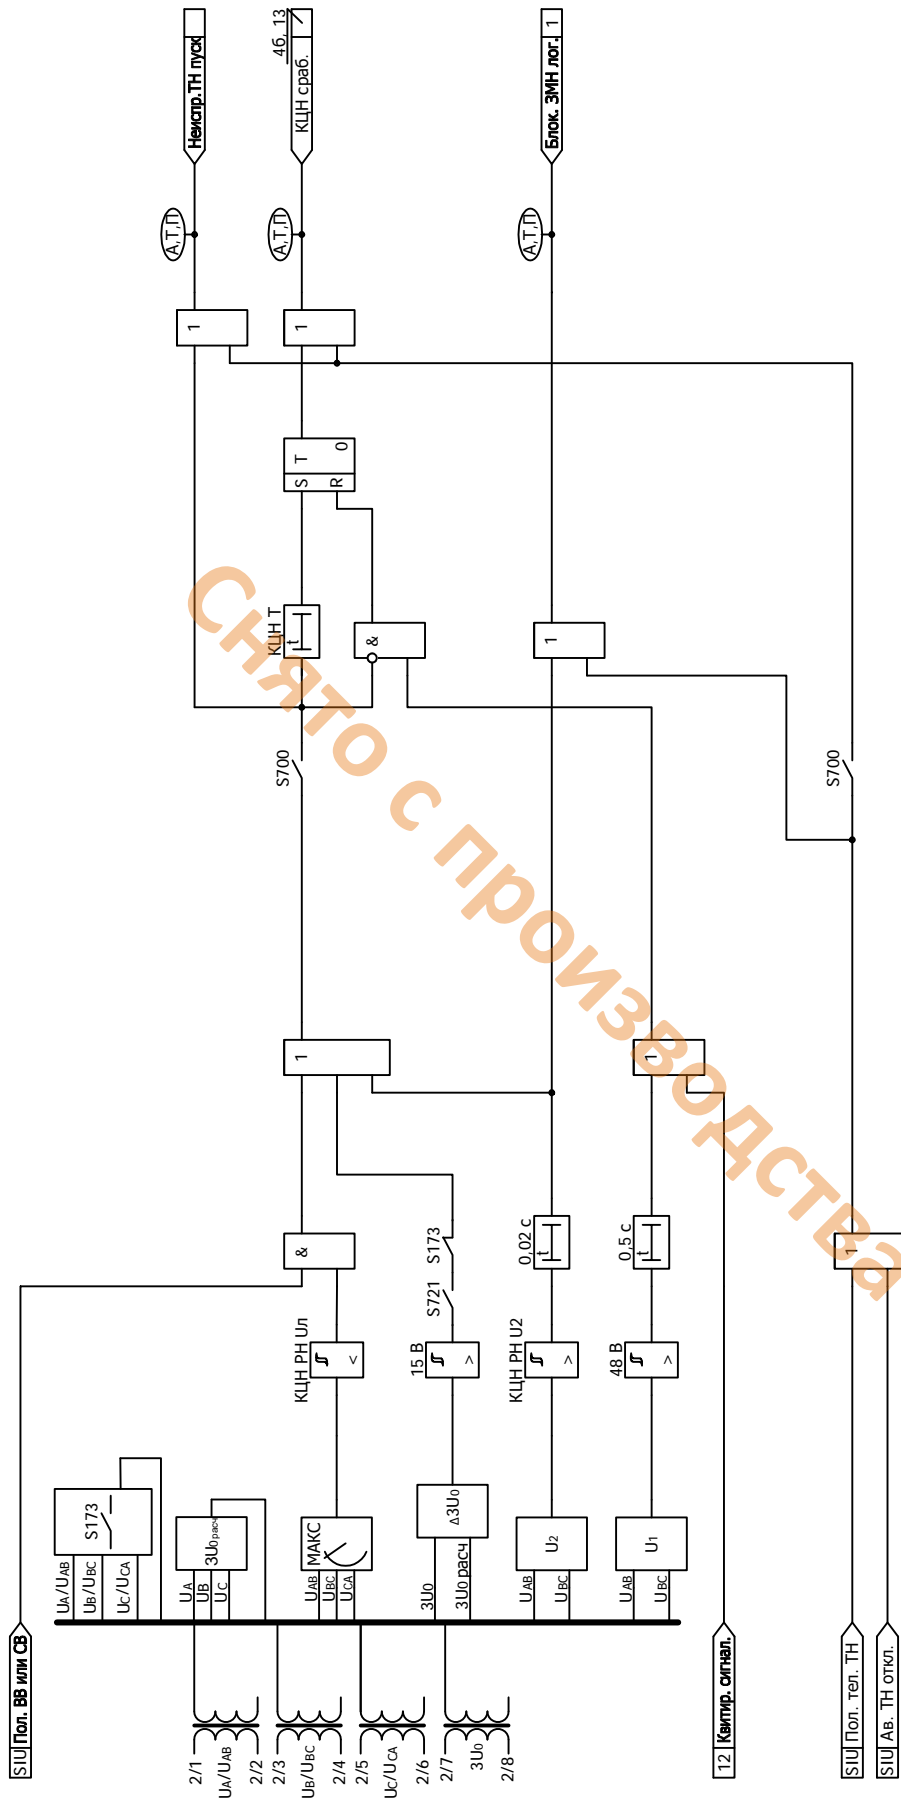 Неиспр.ТН пуск
4б, 13
КЦН сраб.
Блок. ЗМН лог. 1
А,Т,П
А,Т,П
А,Т,П
1
1
S T 0
R
КЦН Т
t
&
1
S700
S700
1
1
&
S173
S721
0,02 с
t
0,5 с
t
1
КЦН РН Uл
<
15 В
>
КЦН РН U2
>
48 В
>
S173
3U0расч
МАКС
Δ3U0
U2
U1
UA/UAB
UB/UBC
UC/UCA
UA
UB
UC
UAB
UBC
UCA
3U0
3U0расч
UAB
UBC
UAB
UBC
SIU Пол. ВВ или СВ
2/1
UA/UAB
2/2
2/3
UB/UBC
2/4
2/5
UC/UCA
2/6
2/7
3U0
2/8
12 Квитир. сигнал.
SIU Пол. тел. ТН
SIU Ав. ТН откл.
Снято с производства